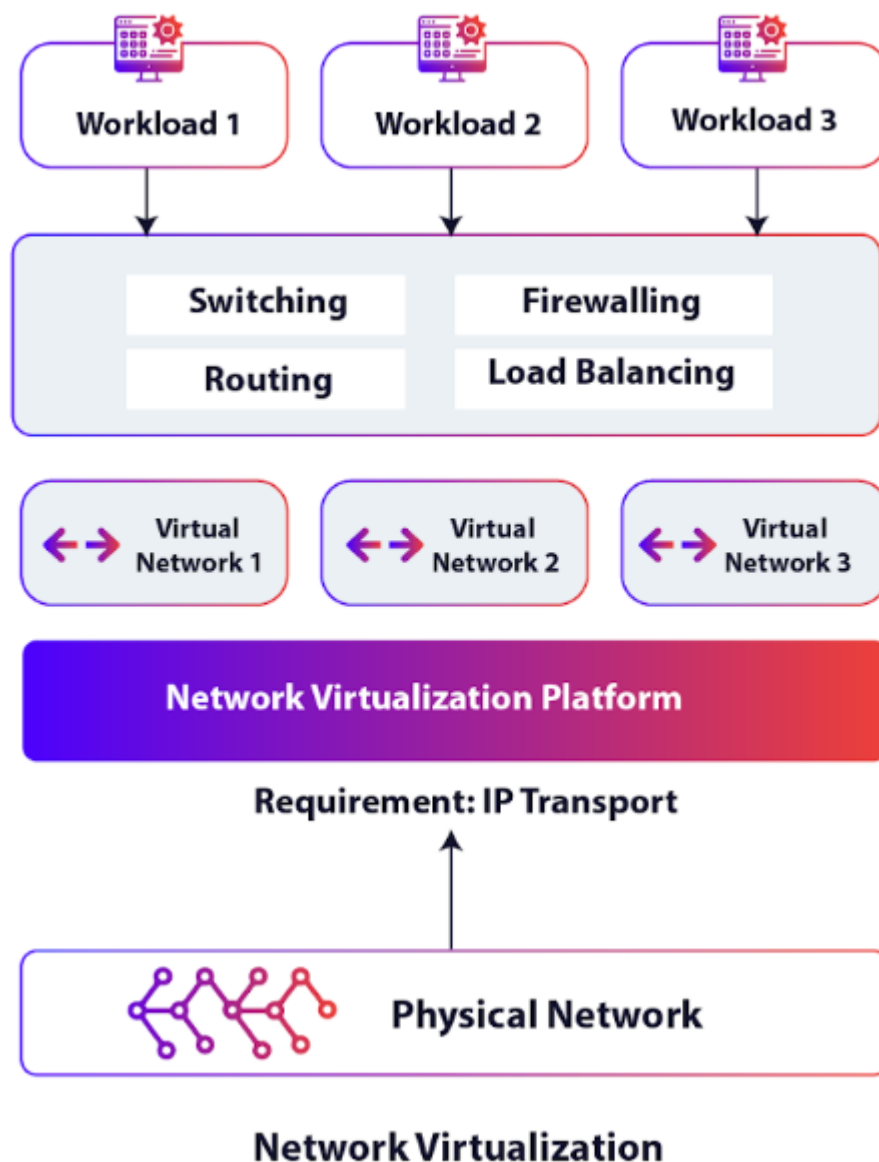 Workload 1
Workload 2
Workload 3
Switching
Firewalling
Routing
Load Balancing
Virtual
Network 1
Virtual
Network 2
Virtual
Network 3
Network Virtualization Platform
Requirement: IP Transport
Physical Network
Network Virtualization